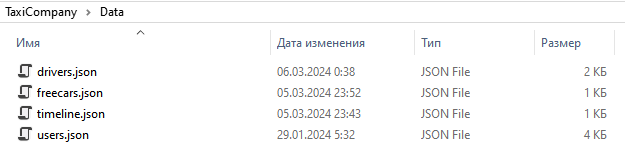 TaxiCompany > Data
Имя Дата изменения Тип Размер
drivers.json 06.03.2024 0:38 JSON File 2 КБ
freecars.json 05.03.2024 23:52 JSON File 1 КБ
timeline.json 05.03.2024 23:43 JSON File 1 КБ
users.json 29.01.2024 5:32 JSON File 4 КБ